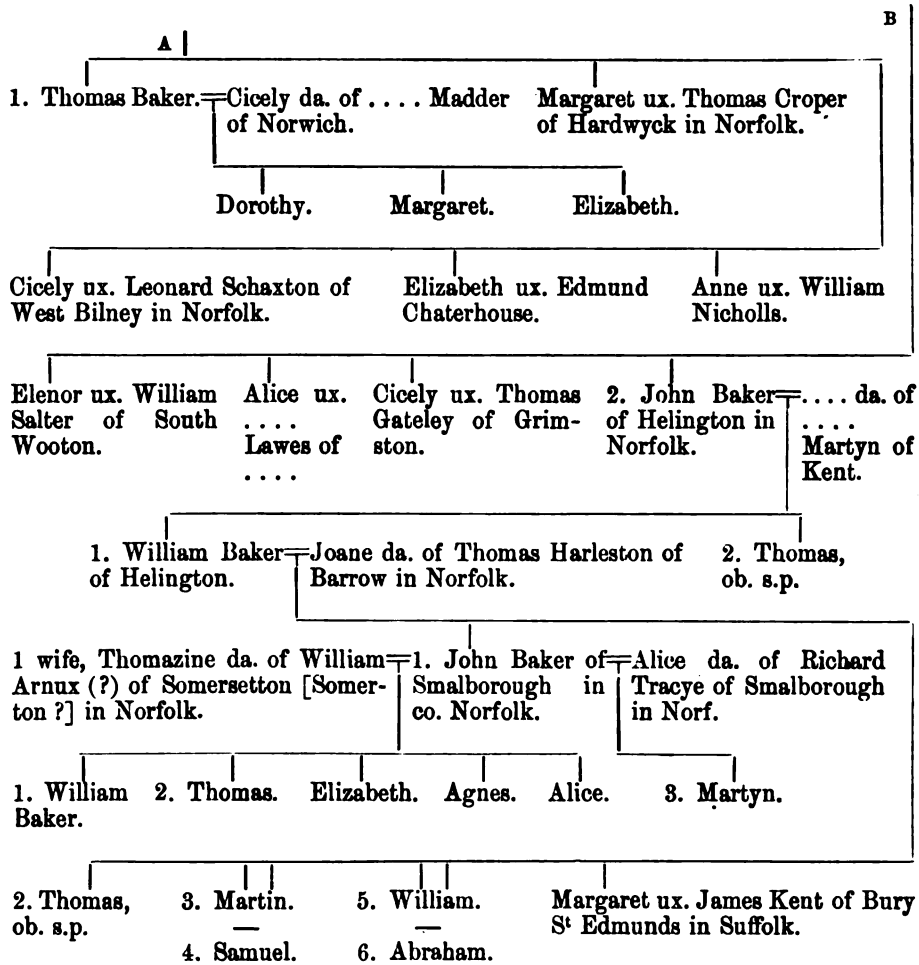 B
A
1. Thomas Baker.=Cicely da. of .... Madder
of Norwich.
Margaret ux. Thomas Croper
of Hardwyck in Norfolk.
Dorothy.
Margaret.
Elizabeth.
Cicely ux. Leonard Schaxton of
West Bilney in Norfolk.
Elizabeth ux. Edmund
Chaterhouse.
Anne ux. William
Nicholls.
Elenor ux. William
Salter of South
Wooton.
Alice ux.
....
Lawes of
....
Cicely ux. Thomas
Gateley of Grim-
ston.
2. John Baker=.... da. of
of Helington in
Norfolk.
....
Martyn of
Kent.
1. William Baker=Joane da. of Thomas Harleston of
of Helington.
Barrow in Norfolk.
2. Thomas,
ob. s.p.
1 wife, Thomazine da. of William=1. John Baker of=Alice da. of Richard
Arnux (?) of Somersetton [Somer-
ton ?] in Norfolk.
Smalborough in
co. Norfolk.
Tracye of Smalborough
in Norf.
1. William
Baker.
2. Thomas.
Elizabeth.
Agnes.
Alice.
3. Martyn.
2. Thomas,
ob. s.p.
3. Martin.
—
4. Samuel.
5. William.
—
6. Abraham.
Margaret ux. James Kent of Bury
Sᵗ Edmunds in Suffolk.